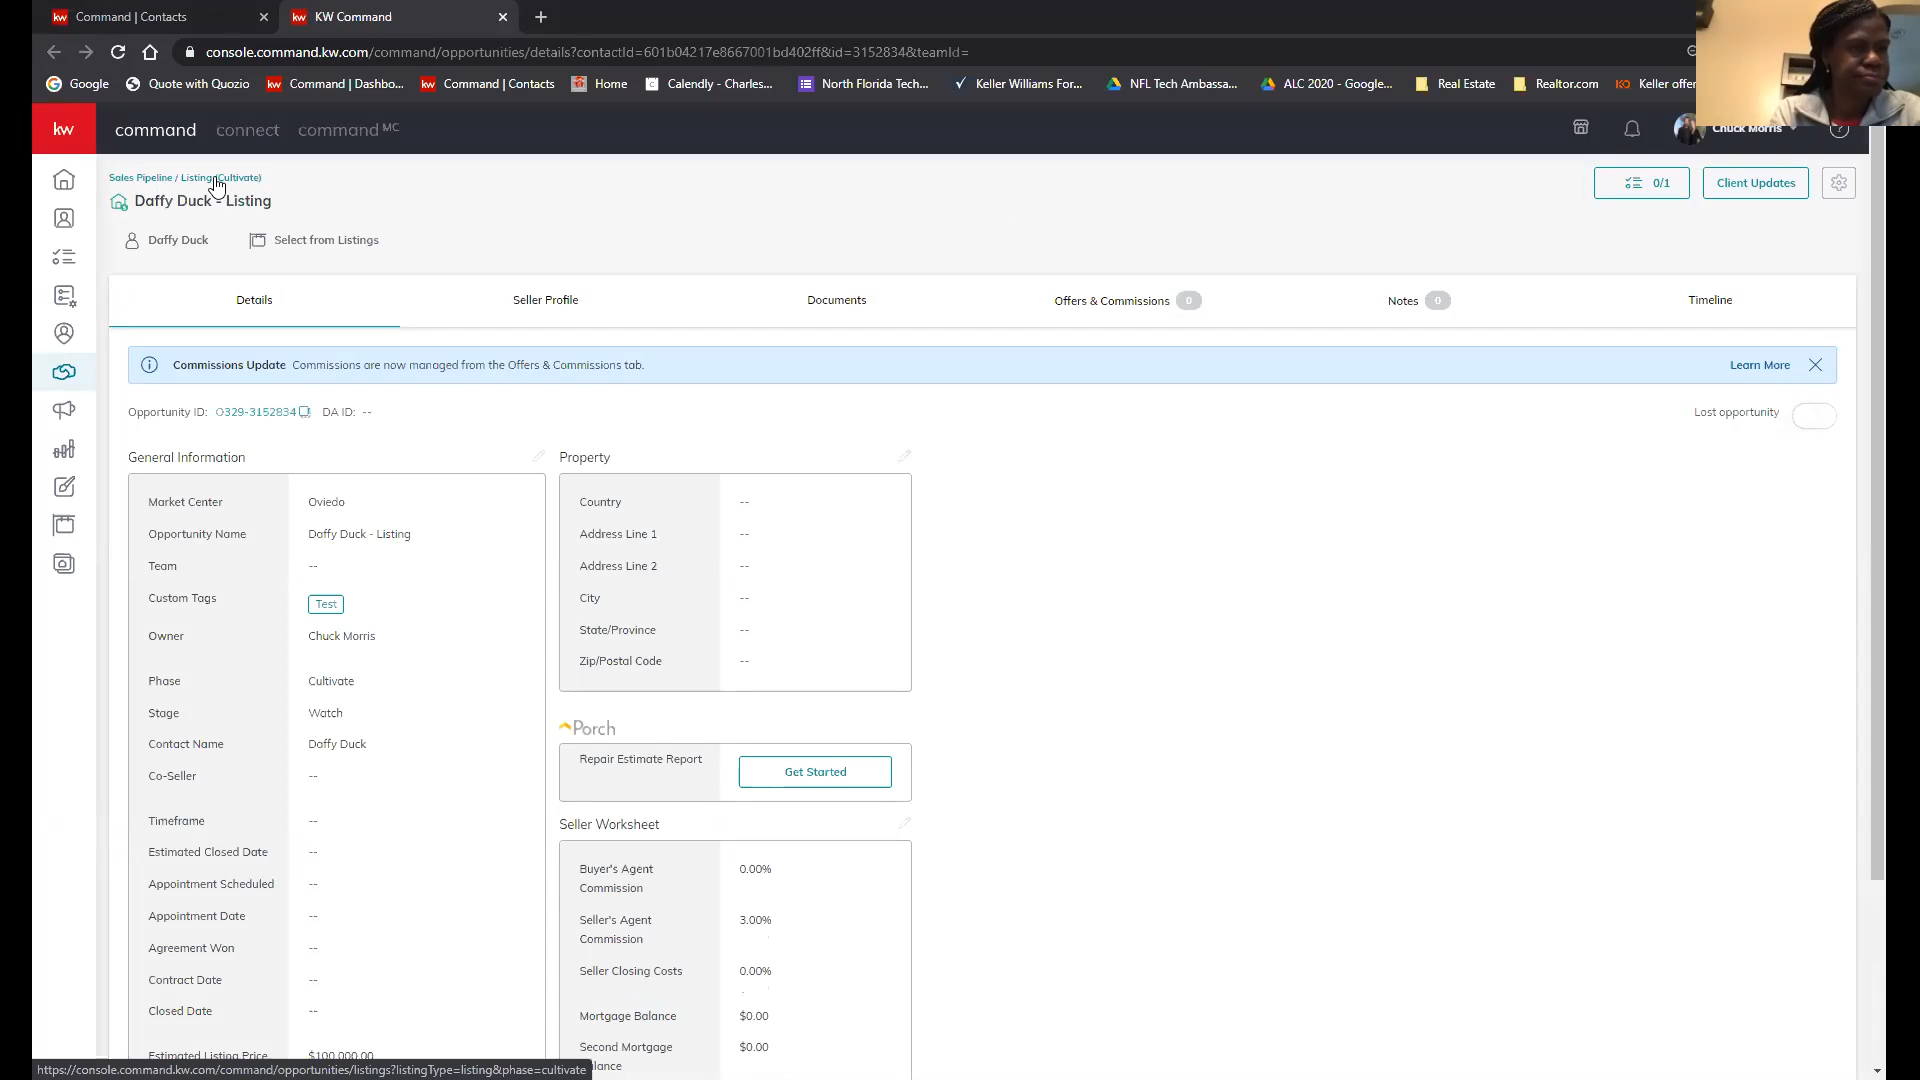 kw Command | Contacts
kw KW Command
console.command.kw.com/command/opportunities/details?contactId=601b04217e8667001bd402ff&id=3152834&teamId=
Google Quote with Quozio Command | Dashbo... Command | Contacts Home Calendly - Charles... North Florida Tech... Keller Williams For... NFL Tech Ambassa... ALC 2020 - Google... Real Estate Realtor.com Keller offer
kw command connect command MC Chuck Morris
Sales Pipeline / Listing (Cultivate)
Daffy Duck - Listing
0/1 Client Updates
Daffy Duck Select from Listings
Details Seller Profile Documents Offers & Commissions 0 Notes 0 Timeline
Commissions Update Commissions are now managed from the Offers & Commissions tab. Learn More
Opportunity ID: O329-3152834 DA ID: --
Lost opportunity
General Information
Market Center Oviedo
Opportunity Name Daffy Duck - Listing
Team --
Custom Tags Test
Owner Chuck Morris
Phase Cultivate
Stage Watch
Contact Name Daffy Duck
Co-Seller --
Timeframe --
Estimated Closed Date --
Appointment Scheduled --
Appointment Date --
Agreement Won --
Contract Date --
Closed Date --
Estimated Listing Price $100,000.00
Property
Country --
Address Line 1 --
Address Line 2 --
City --
State/Province --
Zip/Postal Code --
Porch
Repair Estimate Report Get Started
Seller Worksheet
Buyer's Agent
Commission 0.00%
Seller's Agent
Commission 3.00%
Seller Closing Costs 0.00%
Mortgage Balance $0.00
Second Mortgage $0.00
https://console.command.kw.com/command/opportunities/listings?listingType=listing&phase=cultivate